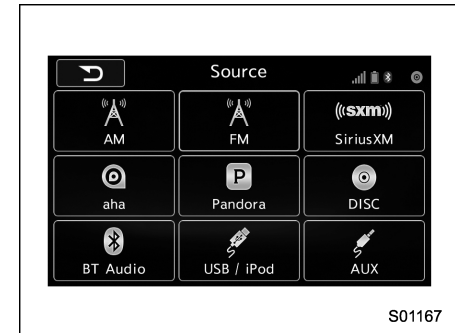 Source
AM
FM
((sxm))
SiriusXM
aha
P
Pandora
DISC
BT Audio
USB / iPod
AUX
S01167